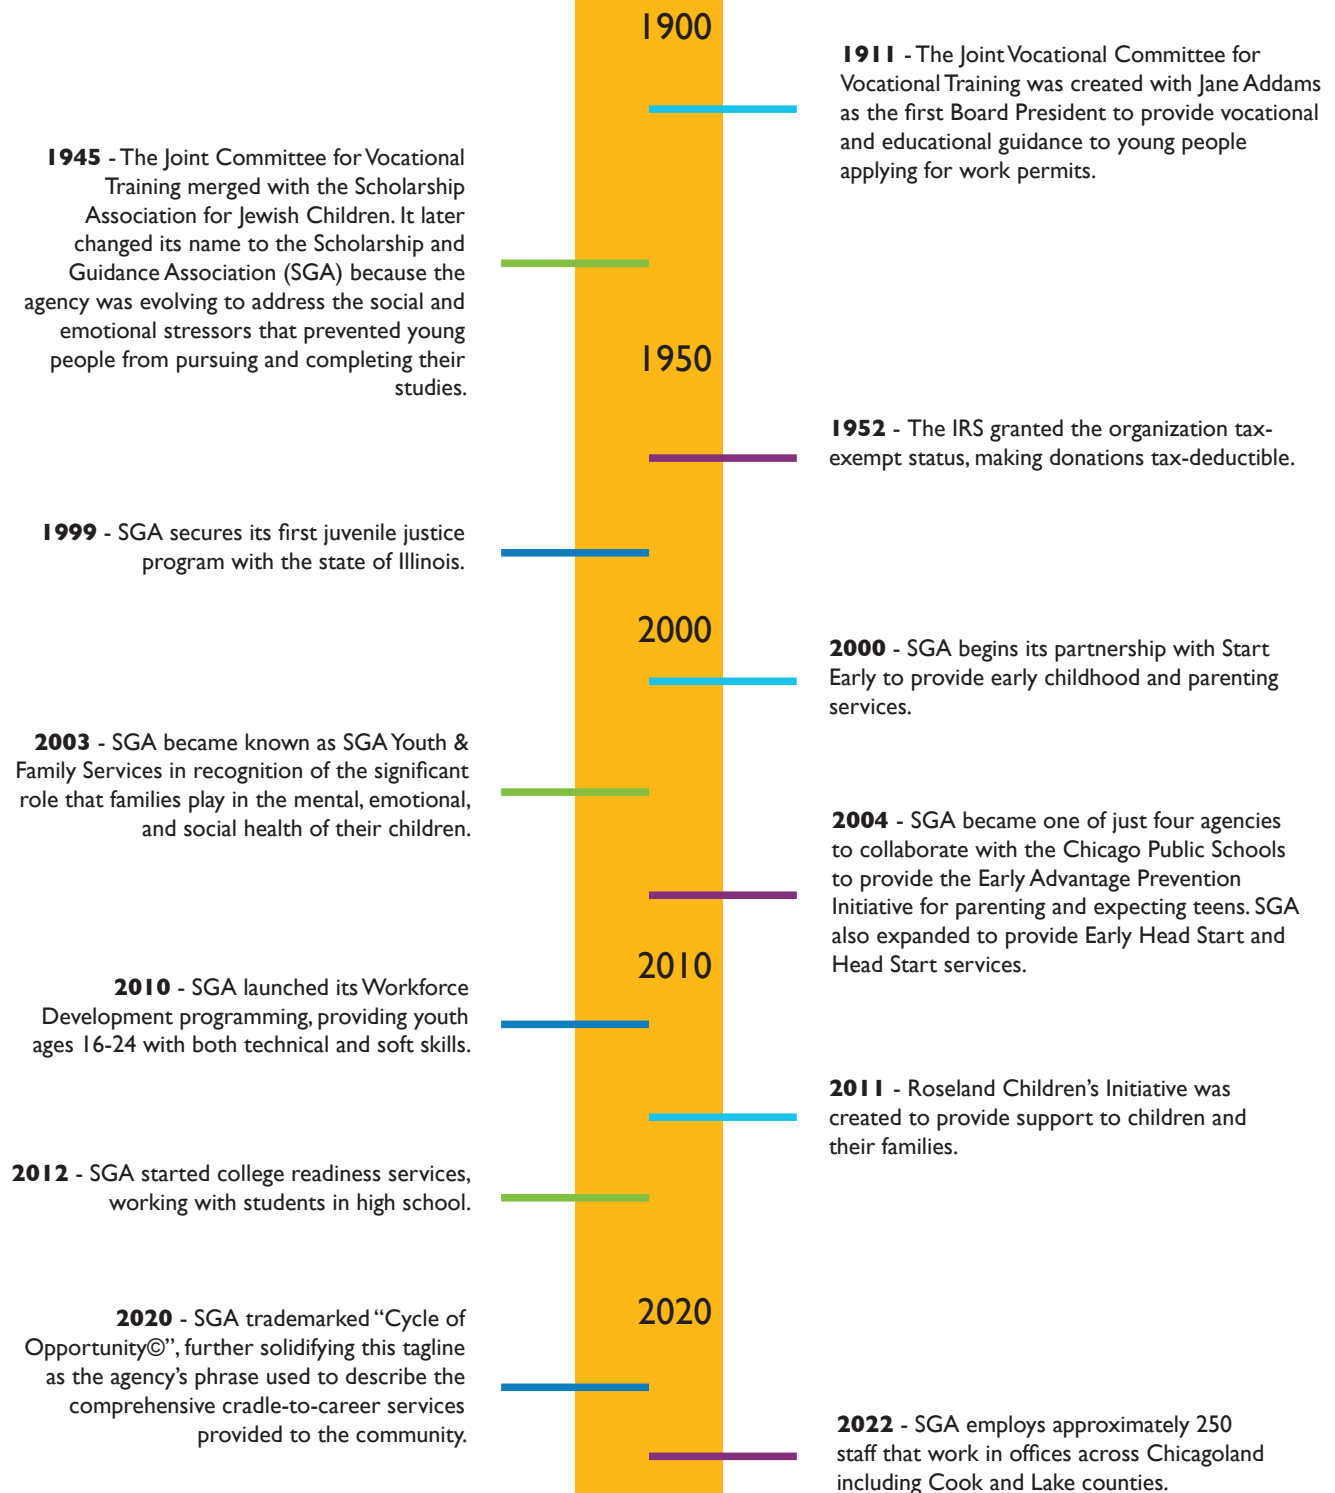 1900
1911 - The Joint Vocational Committee for
Vocational Training was created with Jane Addams
as the first Board President to provide vocational
and educational guidance to young people
applying for work permits.
1945 - The Joint Committee for Vocational
Training merged with the Scholarship
Association for Jewish Children. It later
changed its name to the Scholarship and
Guidance Association (SGA) because the
agency was evolving to address the social and
emotional stressors that prevented young
people from pursuing and completing their
studies.
1950
1952 - The IRS granted the organization tax-
exempt status, making donations tax-deductible.
1999 - SGA secures its first juvenile justice
program with the state of Illinois.
2000
2000 - SGA begins its partnership with Start
Early to provide early childhood and parenting
services.
2003 - SGA became known as SGA Youth &
Family Services in recognition of the significant
role that families play in the mental, emotional,
and social health of their children.
2004 - SGA became one of just four agencies
to collaborate with the Chicago Public Schools
to provide the Early Advantage Prevention
Initiative for parenting and expecting teens. SGA
also expanded to provide Early Head Start and
Head Start services.
2010
2010 - SGA launched its Workforce
Development programming, providing youth
ages 16-24 with both technical and soft skills.
2011 - Roseland Children’s Initiative was
created to provide support to children and
their families.
2012 - SGA started college readiness services,
working with students in high school.
2020
2020 - SGA trademarked “Cycle of
Opportunity©”, further solidifying this tagline
as the agency’s phrase used to describe the
comprehensive cradle-to-career services
provided to the community.
2022 - SGA employs approximately 250
staff that work in offices across Chicagoland
including Cook and Lake counties.